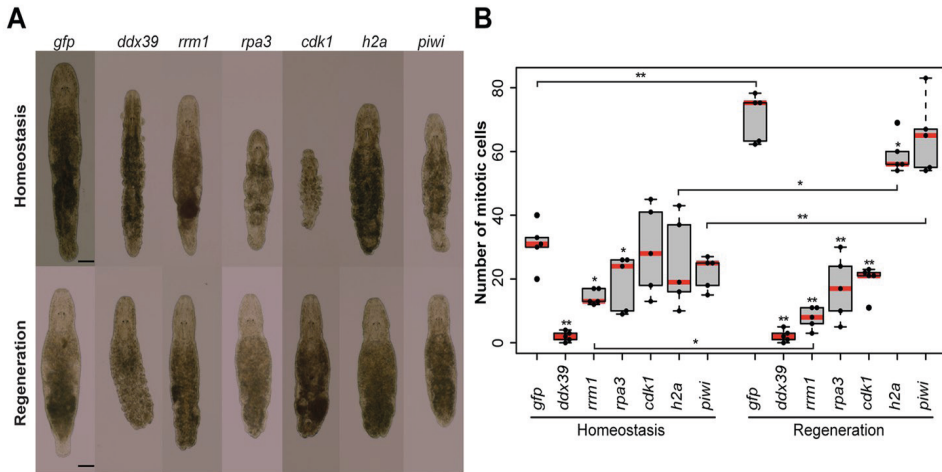 A
gfp ddx39 rrm1 rpa3 cdk1 h2a piwi
Homeostasis
Regeneration
B
Number of mitotic cells
80
60
40
20
0
**
*
**
*
**
*
*
*
**
**
**
**
*
gfp ddx39 rrm1 rpa3 cdk1 h2a piwi gfp ddx39 rrm1 rpa3 cdk1 h2a piwi
Homeostasis Regeneration